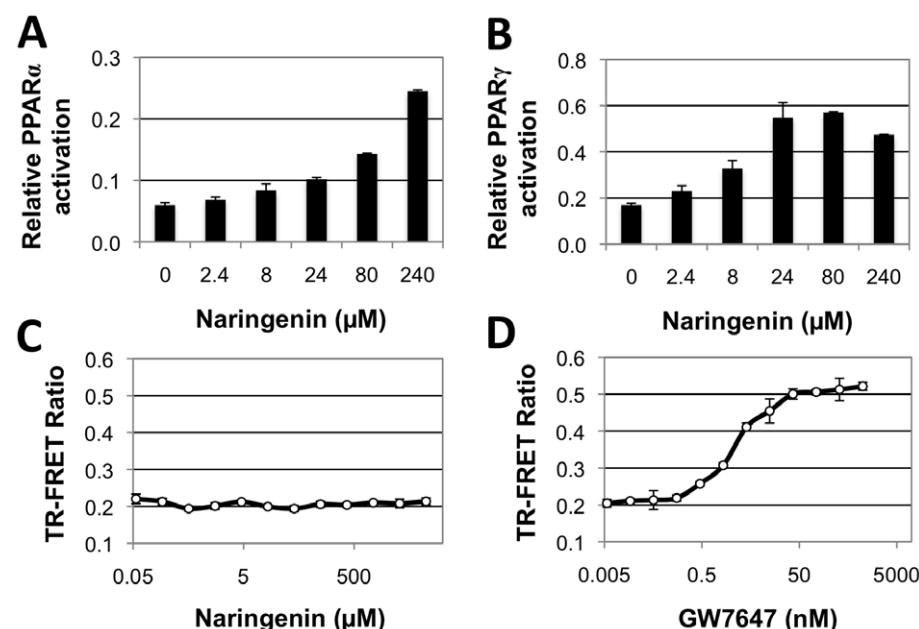 A
Relative PPARα
activation
0.3
0.2
0.1
0.0
0 2.4 8 24 80 240
Naringenin (µM)
B
Relative PPARγ
activation
0.8
0.6
0.4
0.2
0.0
0 2.4 8 24 80 240
Naringenin (µM)
C
TR-FRET Ratio
0.6
0.5
0.4
0.3
0.2
0.1
0.05 5 500
Naringenin (µM)
D
TR-FRET Ratio
0.6
0.5
0.4
0.3
0.2
0.1
0.005 0.5 50 5000
GW7647 (nM)